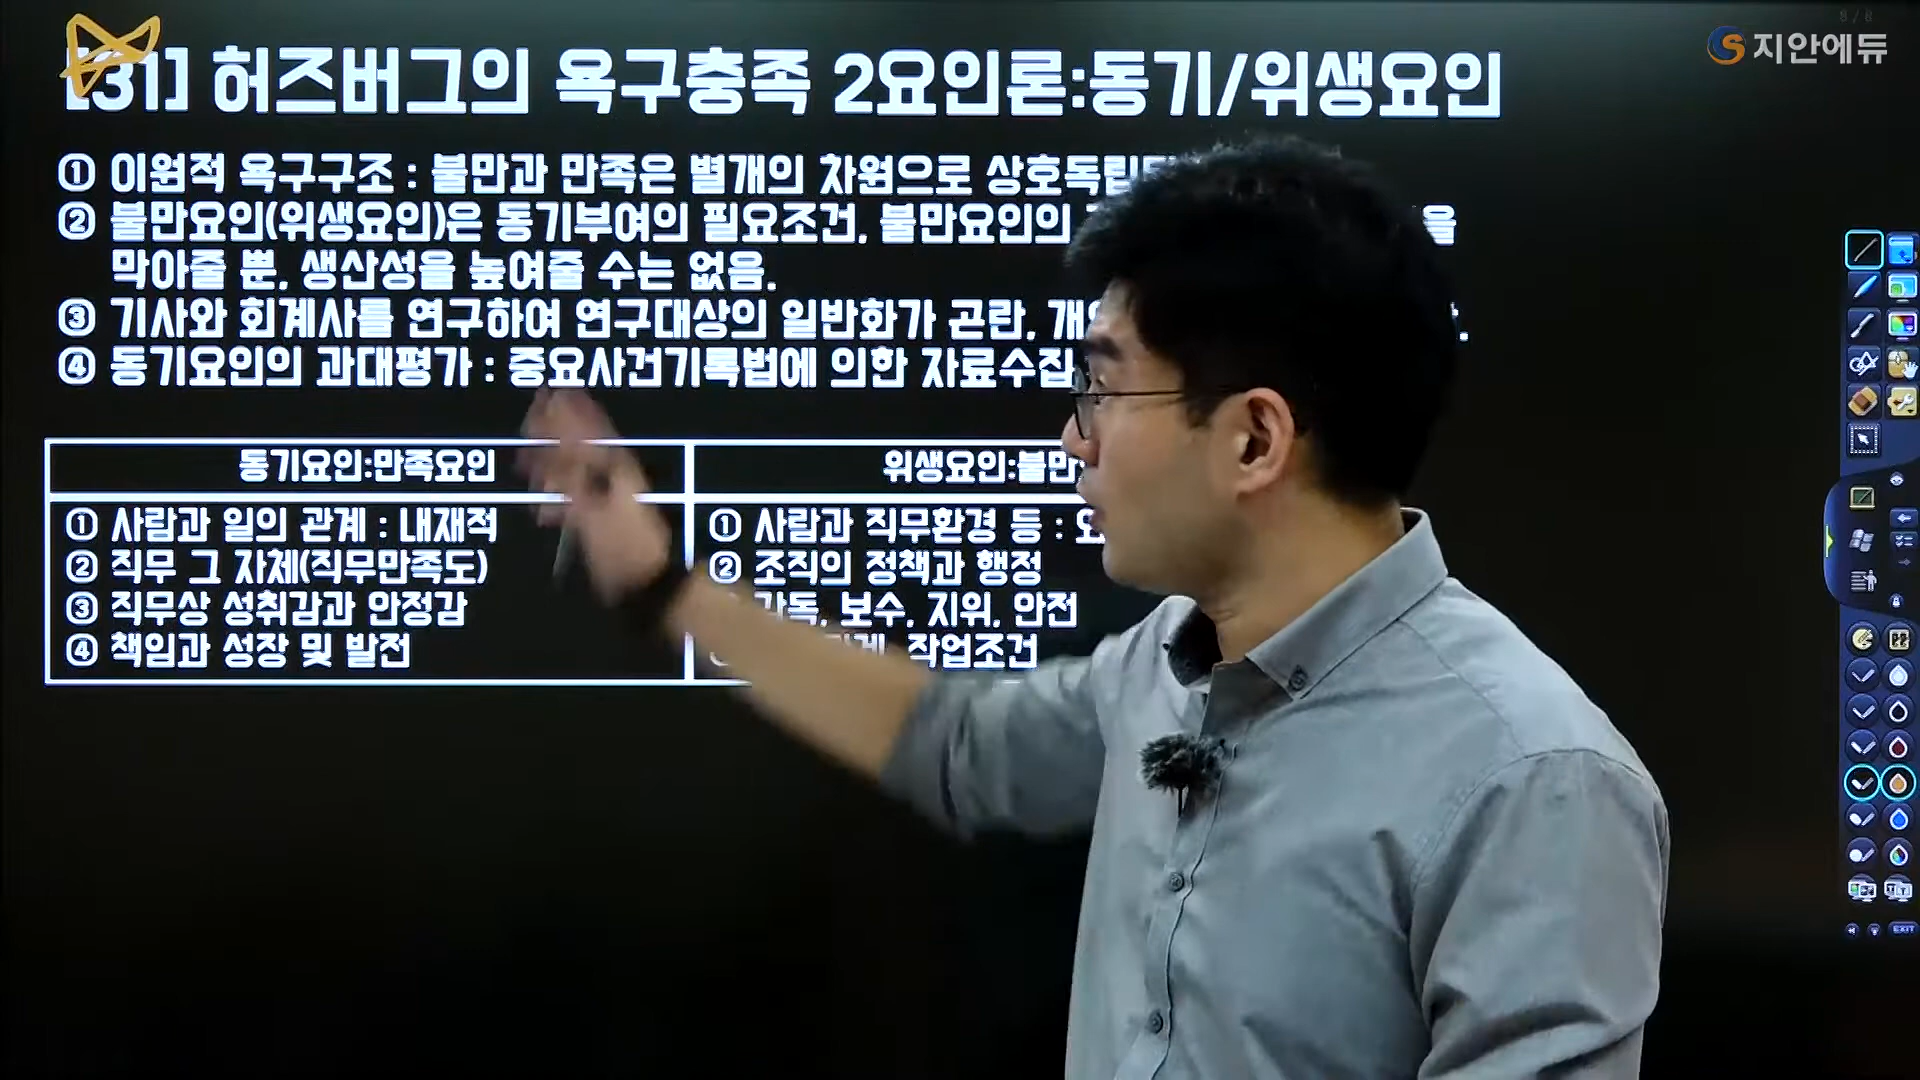 8 / 8
지안에듀
[31] 허즈버그의 욕구충족 2요인론:동기/위생요인
① 이원적 욕구구조 : 불만과 만족은 별개의 차원으로 상호독립
② 불만요인(위생요인)은 동기부여의 필요조건, 불만요인의 을
막아줄 뿐, 생산성을 높여줄 수는 없음.
③ 기사와 회계사를 연구하여 연구대상의 일반화가 곤란,
④ 동기요인의 과대평가 : 중요사건기록법에 의한 자료수집
동기요인:만족요인
위생요인:불만
① 사람과 일의 관계 : 내재적
② 직무 그 자체(직무만족도)
③ 직무상 성취감과 안정감
④ 책임과 성장 및 발전
① 사람과 직무환경 등 :
② 조직의 정책과 행정
감독, 보수, 지위, 안전
작업조건
EXIT